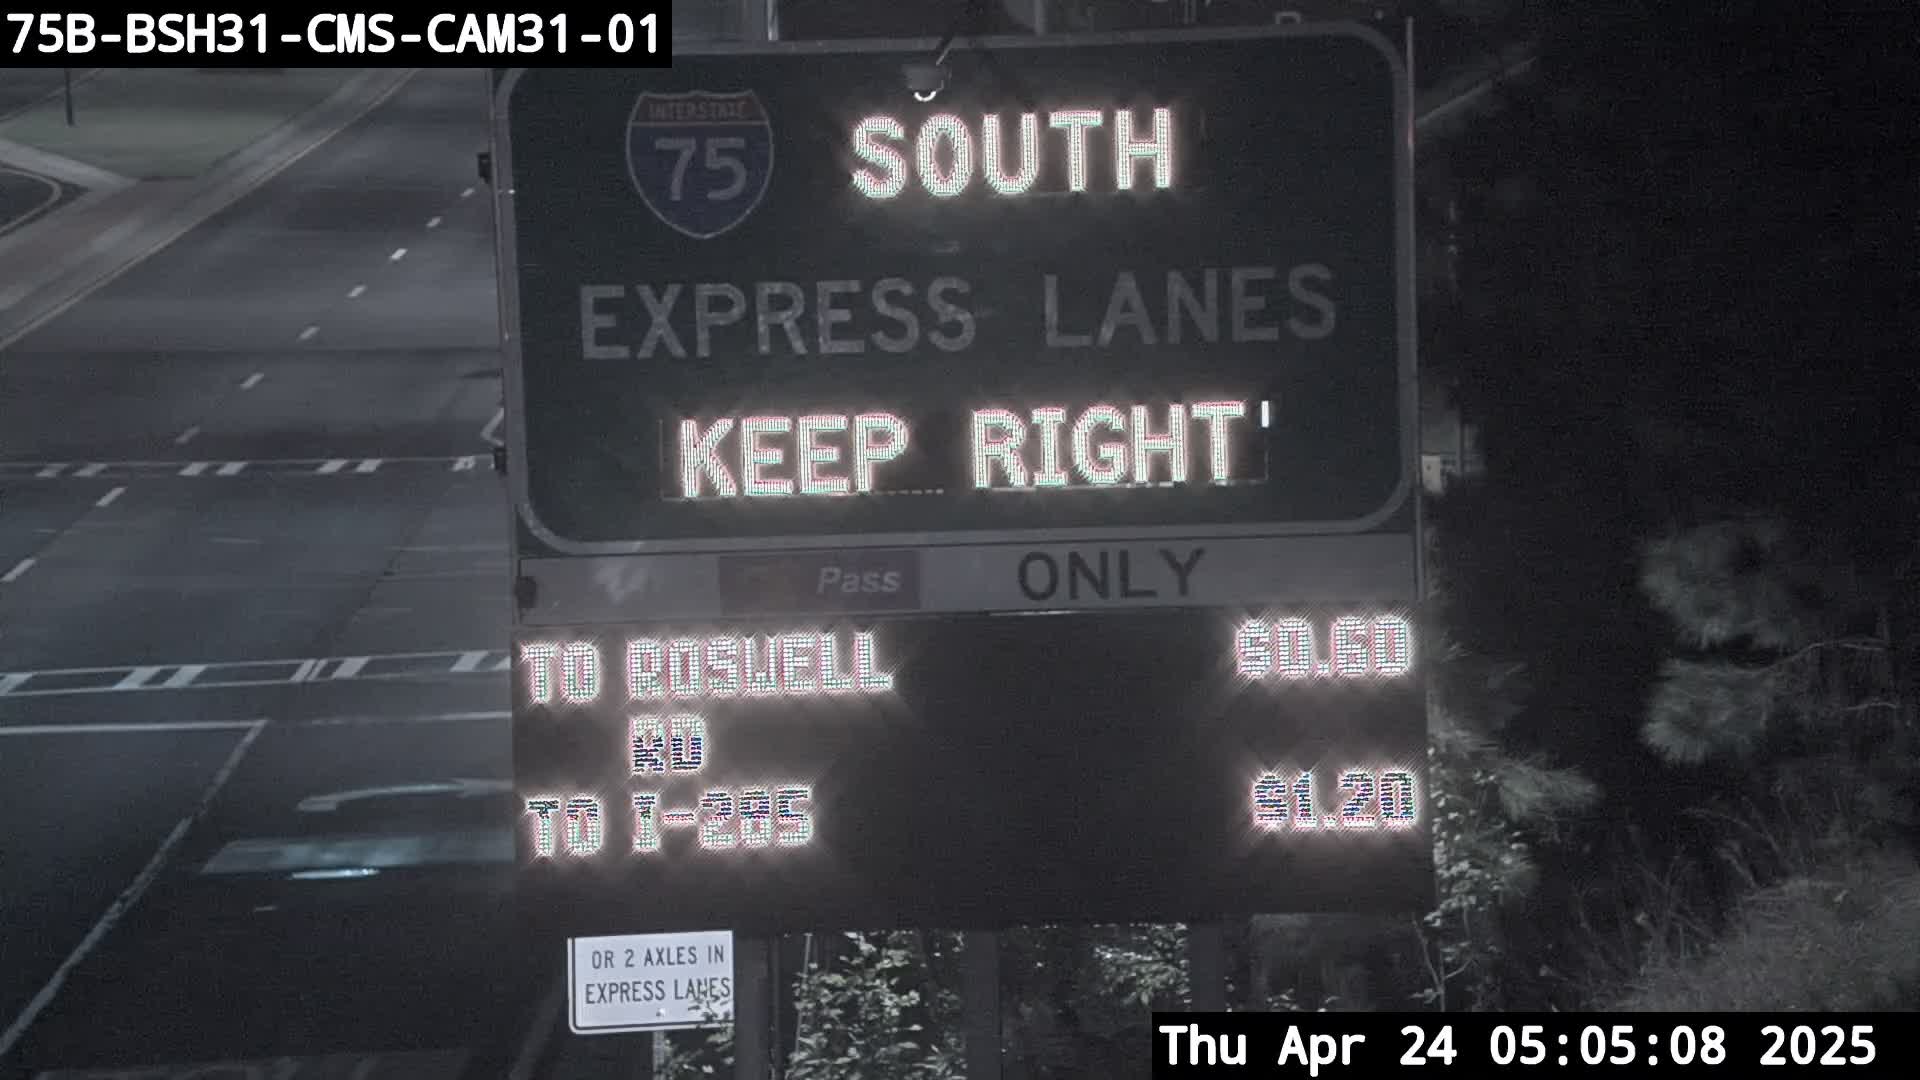 75B-BSH31-CMS-CAM31-01
INTERSTATE
75
SOUTH
EXPRESS LANES
KEEP RIGHT
Pass ONLY
TO ROSWELL $0.60
RD
TO I-285 $1.20
OR 2 AXLES IN
EXPRESS LANES
Thu Apr 24 05:05:08 2025